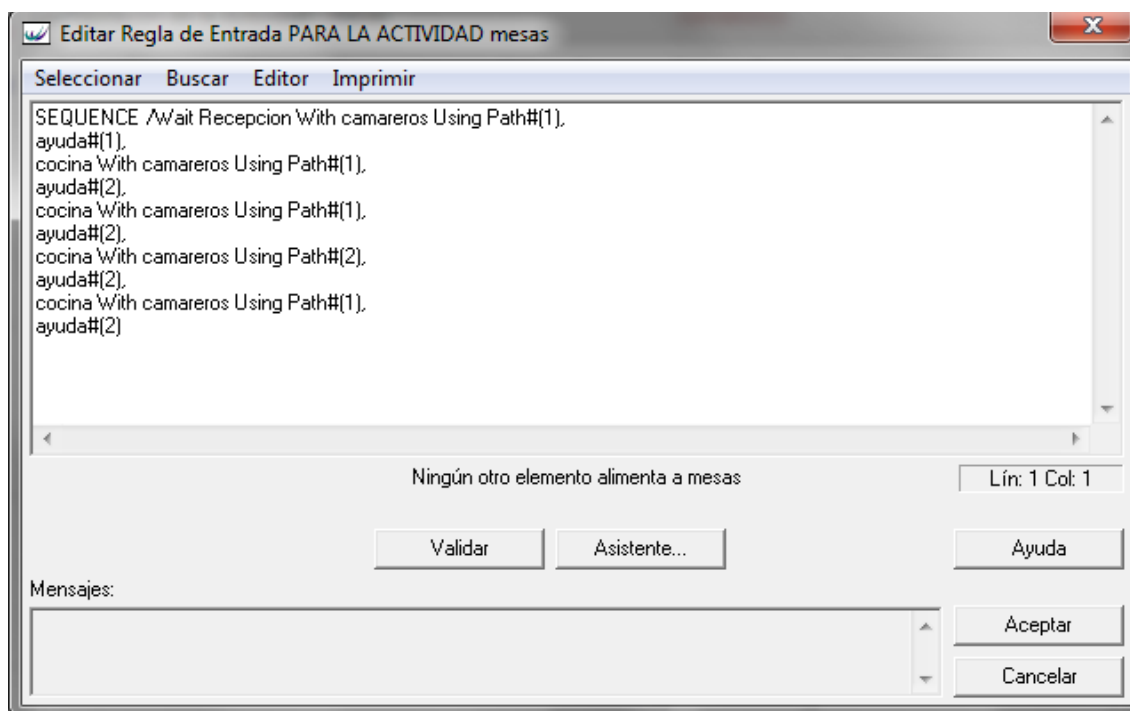 Editar Regla de Entrada PARA LA ACTIVIDAD mesas
Seleccionar Buscar Editor Imprimir
SEQUENCE /Wait Recepcion With camareros Using Path#(1),
ayuda#(1),
cocina With camareros Using Path#(1),
ayuda#(2),
cocina With camareros Using Path#(1),
ayuda#(2),
cocina With camareros Using Path#(2),
ayuda#(2),
cocina With camareros Using Path#(1),
ayuda#(2)
Ningún otro elemento alimenta a mesas
Lín: 1 Col: 1
Validar Asistente... Ayuda
Mensajes:
Aceptar
Cancelar